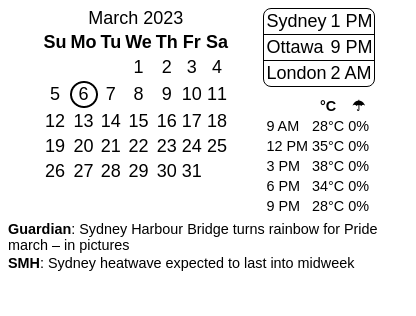 March 2023
Su Mo Tu We Th Fr Sa
1 2 3 4
5 6 7 8 9 10 11
12 13 14 15 16 17 18
19 20 21 22 23 24 25
26 27 28 29 30 31
Sydney 1 PM
Ottawa 9 PM
London 2 AM
°C ☂
9 AM 28°C 0%
12 PM 35°C 0%
3 PM 38°C 0%
6 PM 34°C 0%
9 PM 28°C 0%
Guardian: Sydney Harbour Bridge turns rainbow for Pride
march – in pictures
SMH: Sydney heatwave expected to last into midweek